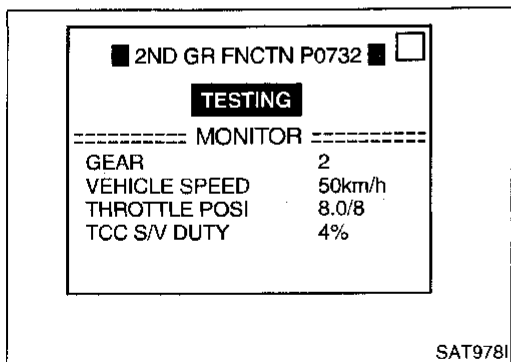 2ND GR FNCTN P0732
TESTING
========== MONITOR ==========
GEAR 2
VEHICLE SPEED 50km/h
THROTTLE POSI 8.0/8
TCC S/V DUTY 4%
SAT978I